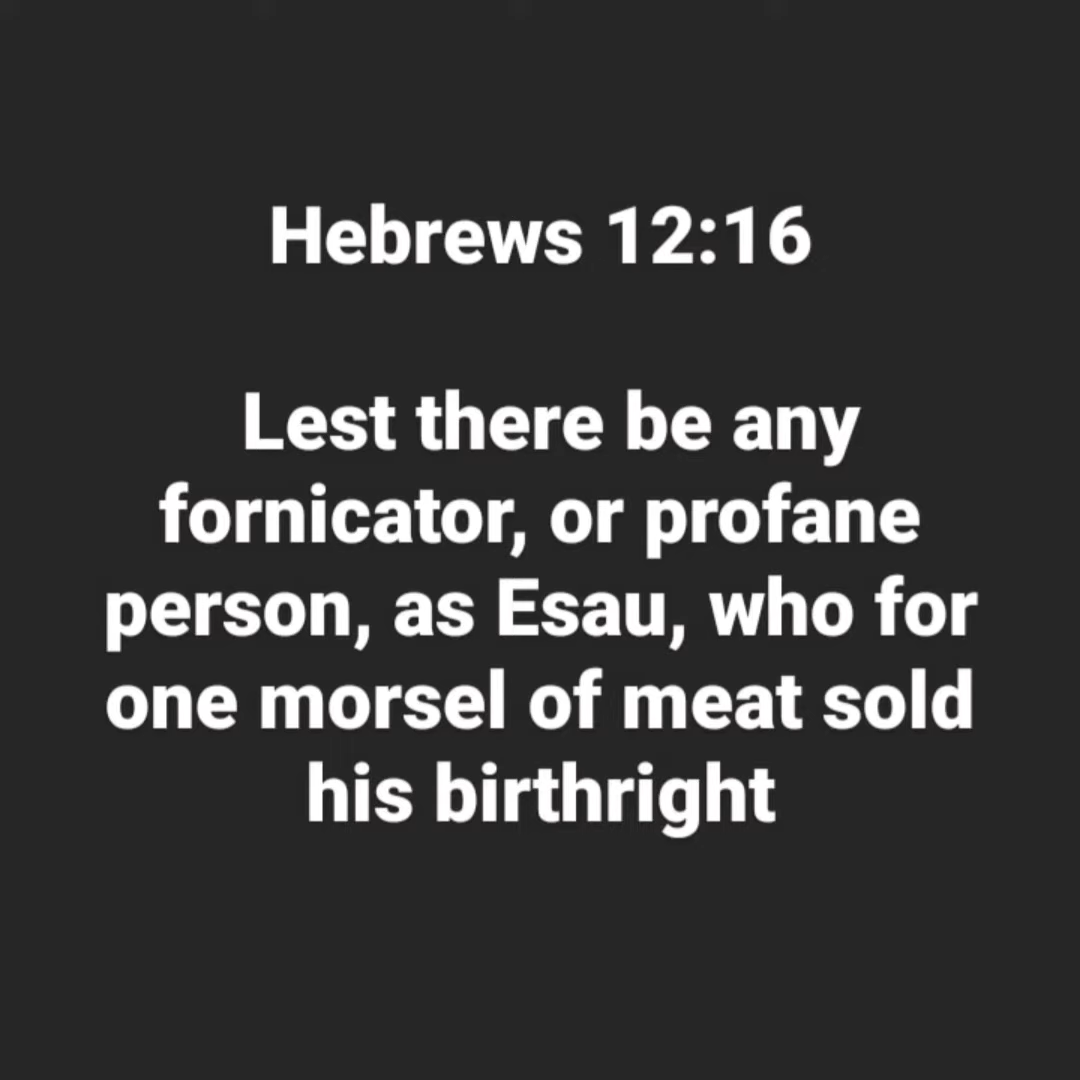 Hebrews 12:16
Lest there be any
fornicator, or profane
person, as Esau, who for
one morsel of meat sold
his birthright